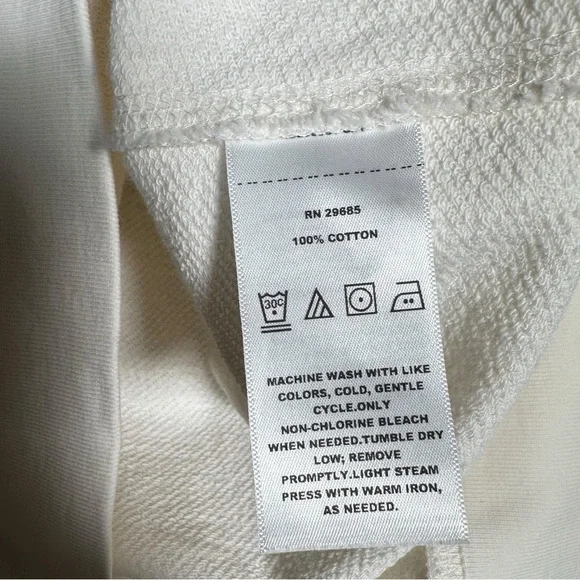 RN 29685
100% COTTON
30C
MACHINE WASH WITH LIKE
COLORS, COLD, GENTLE
CYCLE.ONLY
NON-CHLORINE BLEACH
WHEN NEEDED.TUMBLE DRY
LOW; REMOVE
PROMPTLY.LIGHT STEAM
PRESS WITH WARM IRON,
AS NEEDED.